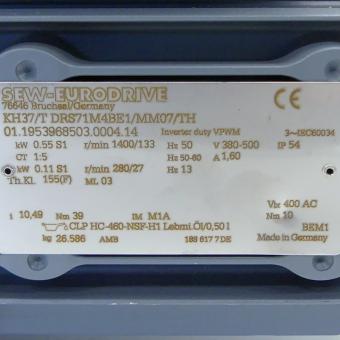 SEW-EURODRIVE
76646 Bruchsal/Germany
KH37/T DRS71M4BE1/MM07/TH
01.1953968503.0004.14 Inverter duty VPWM 3~IEC60034
kW 0.55 S1 r/min 1400/133 Hz 50 V 380-500 IP 54
CT 1:5 Hz 50-60 A 1,60
kW 0.11 S1 r/min 280/27 Hz 13
Th.Kl. 155(F) ML 03
Vbr 400 AC
i 10,49 Nm 39 IM M1A Nm 10
CLP HC-460-NSF-H1 Lebmi.Öl/0,50l BEM1
kg 26.586 AMB 188 617 7 DE Made in Germany